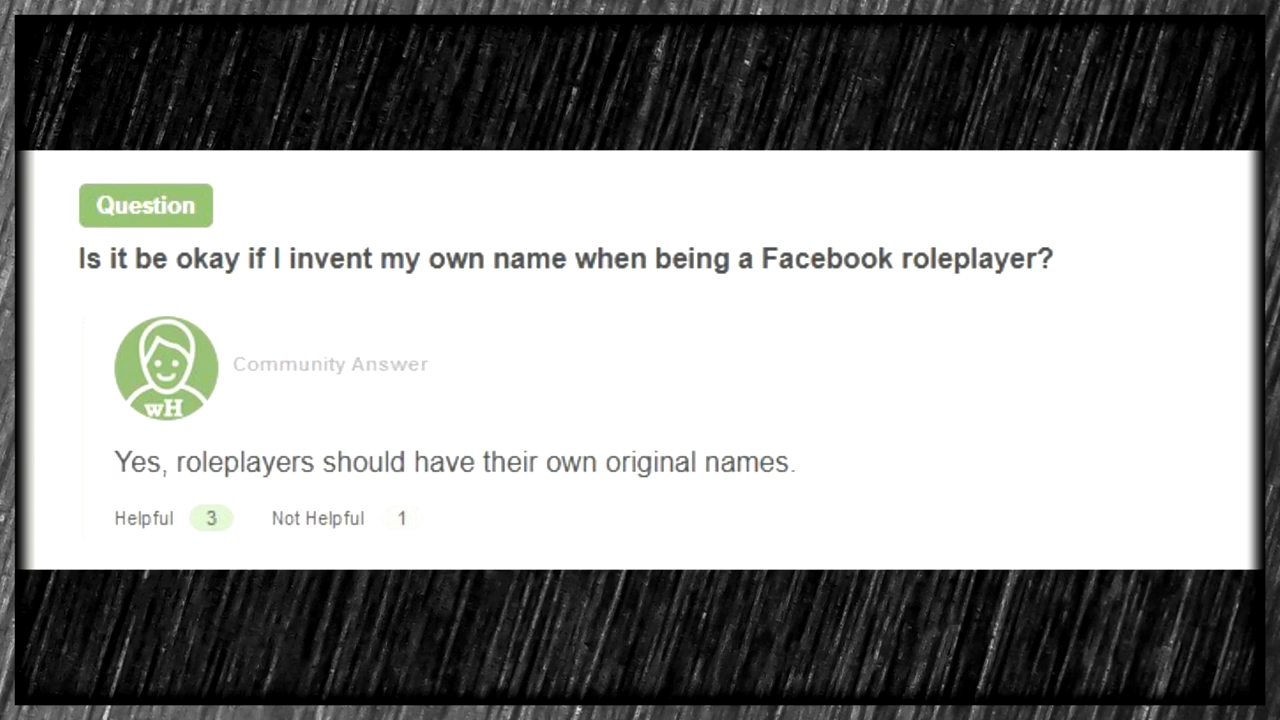 Question
Is it be okay if I invent my own name when being a Facebook roleplayer?
wH
Community Answer
Yes, roleplayers should have their own original names.
Helpful 3 Not Helpful 1